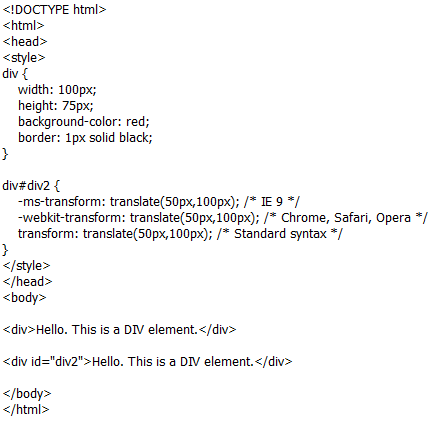 <!DOCTYPE html>
<html>
<head>
<style>
div {
    width: 100px;
    height: 75px;
    background-color: red;
    border: 1px solid black;
}

div#div2 {
    -ms-transform: translate(50px,100px); /* IE 9 */
    -webkit-transform: translate(50px,100px); /* Chrome, Safari, Opera */
    transform: translate(50px,100px); /* Standard syntax */
}
</style>
</head>
<body>

<div>Hello. This is a DIV element.</div>

<div id="div2">Hello. This is a DIV element.</div>

</body>
</html>